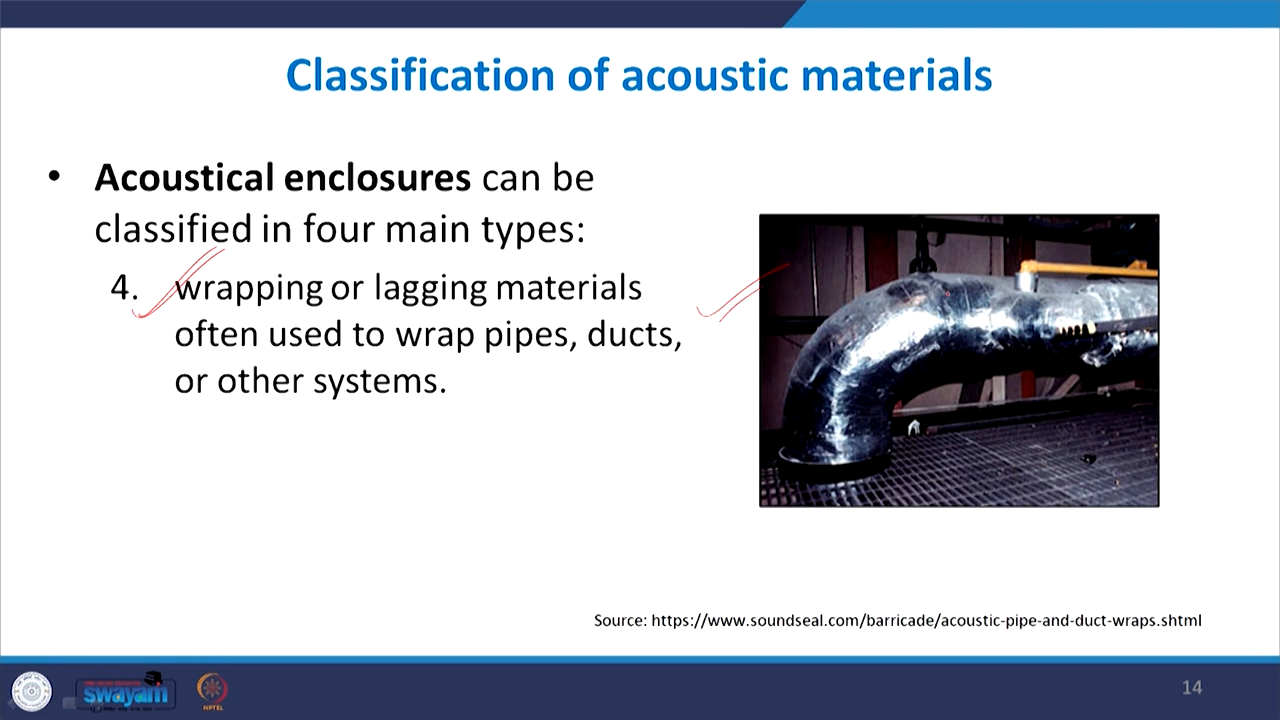 Classification of acoustic materials
• Acoustical enclosures can be
classified in four main types:
4. wrapping or lagging materials
often used to wrap pipes, ducts,
or other systems.
Source: https://www.soundseal.com/barricade/acoustic-pipe-and-duct-wraps.shtml
swayam
NPTEL
14